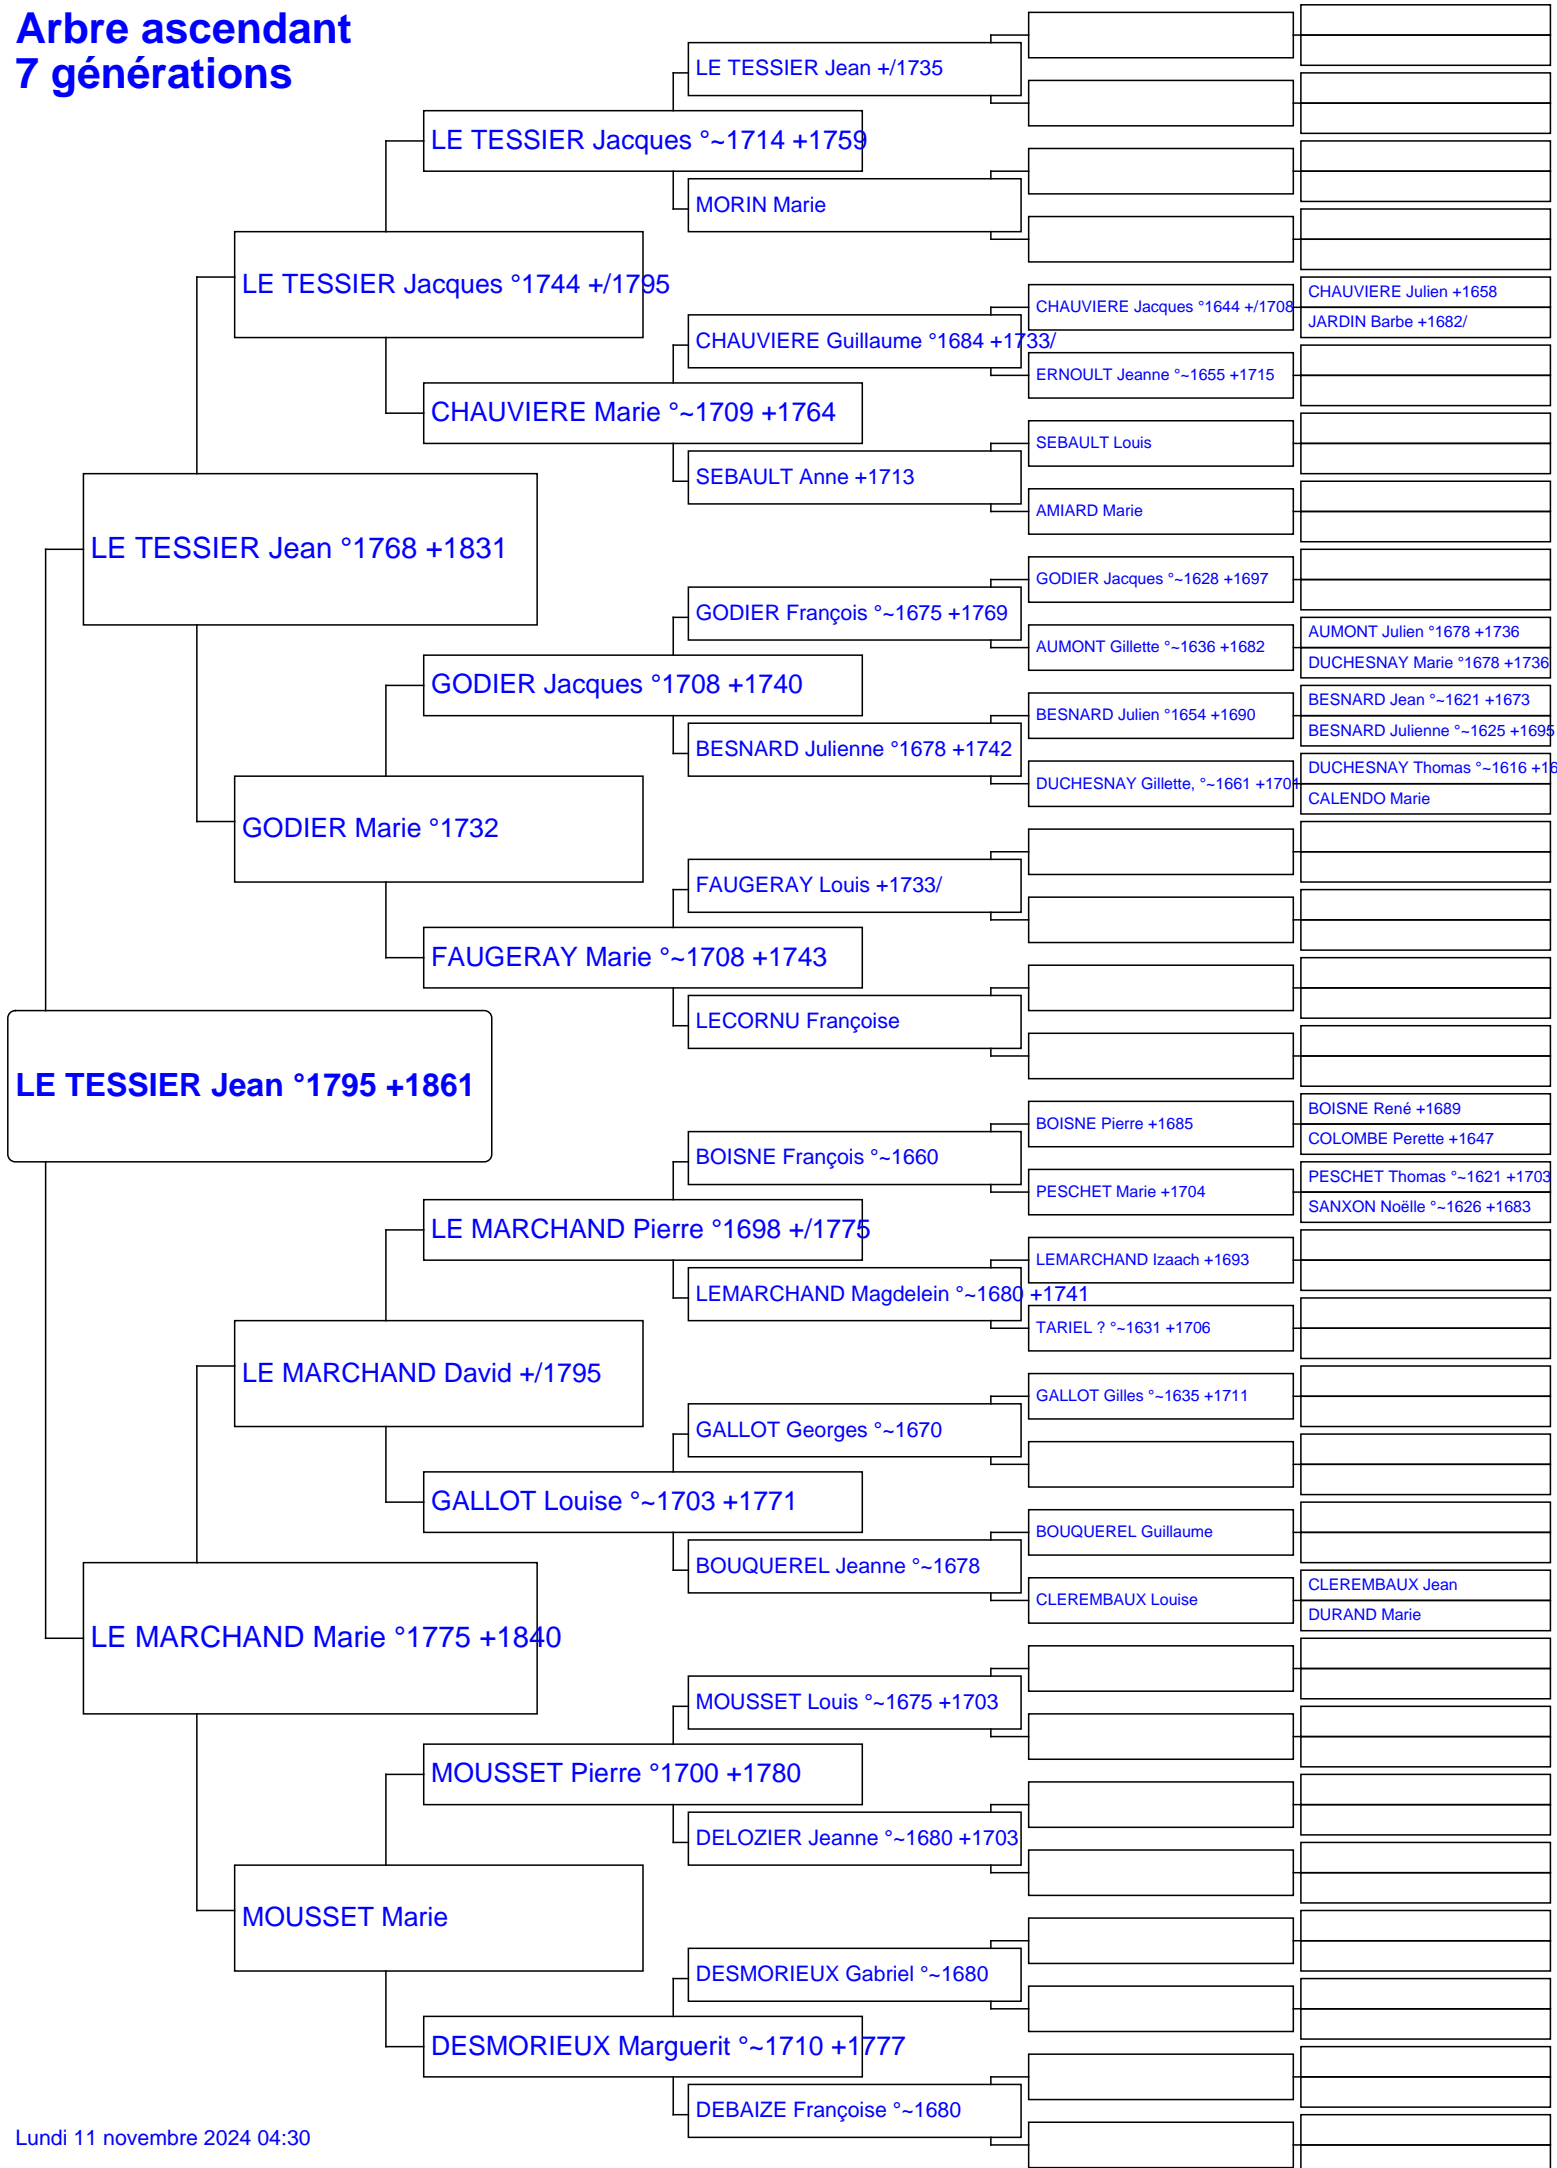 Arbre ascendant
7 générations
LE TESSIER Jean +/1735
LE TESSIER Jacques °~1714 +1759
MORIN Marie
LE TESSIER Jacques °1744 +/1795
CHAUVIERE Jacques °1644 +/1708
CHAUVIERE Julien +1658
JARDIN Barbe +1682/
CHAUVIERE Guillaume °1684 +1733/
ERNOULT Jeanne °~1655 +1715
CHAUVIERE Marie °~1709 +1764
SEBAULT Louis
SEBAULT Anne +1713
AMIARD Marie
LE TESSIER Jean °1768 +1831
GODIER Jacques °~1628 +1697
GODIER François °~1675 +1769
AUMONT Gillette °~1636 +1682
AUMONT Julien °1678 +1736
DUCHESNAY Marie °1678 +1736
GODIER Jacques °1708 +1740
BESNARD Julien °1654 +1690
BESNARD Jean °~1621 +1673
BESNARD Julienne °~1625 +1695
BESNARD Julienne °1678 +1742
DUCHESNAY Gillette, °~1661 +1701
DUCHESNAY Thomas °~1616 +16
CALENDO Marie
GODIER Marie °1732
FAUGERAY Louis +1733/
FAUGERAY Marie °~1708 +1743
LECORNU Françoise
LE TESSIER Jean °1795 +1861
BOISNE Pierre +1685
BOISNE René +1689
COLOMBE Perette +1647
BOISNE François °~1660
PESCHET Marie +1704
PESCHET Thomas °~1621 +1703
SANXON Noëlle °~1626 +1683
LE MARCHAND Pierre °1698 +/1775
LEMARCHAND Izaach +1693
LEMARCHAND Magdelein °~1680 +1741
TARIEL ? °~1631 +1706
LE MARCHAND David +/1795
GALLOT Gilles °~1635 +1711
GALLOT Georges °~1670
GALLOT Louise °~1703 +1771
BOUQUEREL Guillaume
BOUQUEREL Jeanne °~1678
CLEREMBAUX Louise
CLEREMBAUX Jean
DURAND Marie
LE MARCHAND Marie °1775 +1840
MOUSSET Louis °~1675 +1703
MOUSSET Pierre °1700 +1780
DELOZIER Jeanne °~1680 +1703
MOUSSET Marie
DESMORIEUX Gabriel °~1680
DESMORIEUX Marguerit °~1710 +1777
DEBAIZE Françoise °~1680
Lundi 11 novembre 2024 04:30